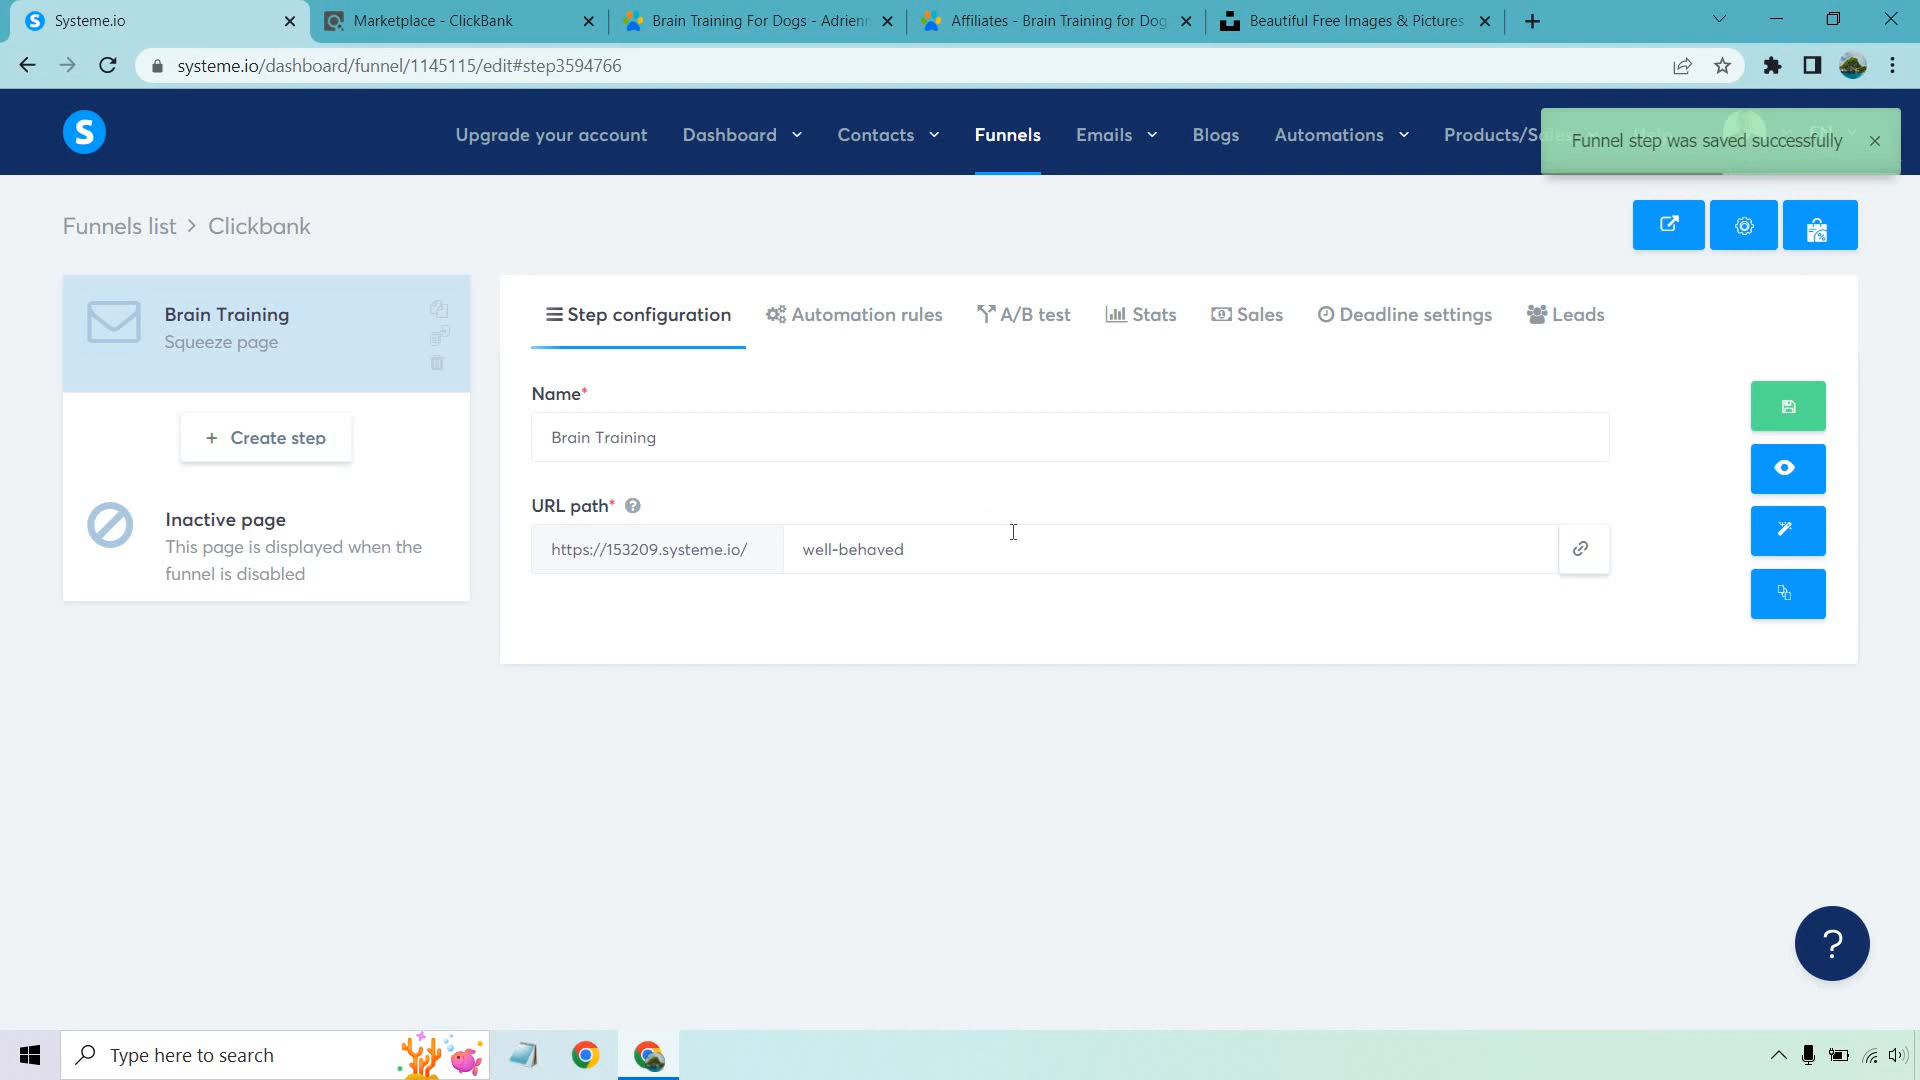 Systeme.io
Marketplace - ClickBank
Brain Training For Dogs - Adrienn
Affiliates - Brain Training for Dog
Beautiful Free Images & Pictures
systeme.io/dashboard/funnel/1145115/edit#step3594766
S
Upgrade your account
Dashboard
Contacts
Funnels
Emails
Blogs
Automations
Products/Sales
Funnel step was saved successfully
Funnels list > Clickbank
Brain Training
Squeeze page
+ Create step
Inactive page
This page is displayed when the
funnel is disabled
Step configuration
Automation rules
A/B test
Stats
Sales
Deadline settings
Leads
Name*
Brain Training
URL path* ?
https://153209.systeme.io/
well-behaved
?
Type here to search